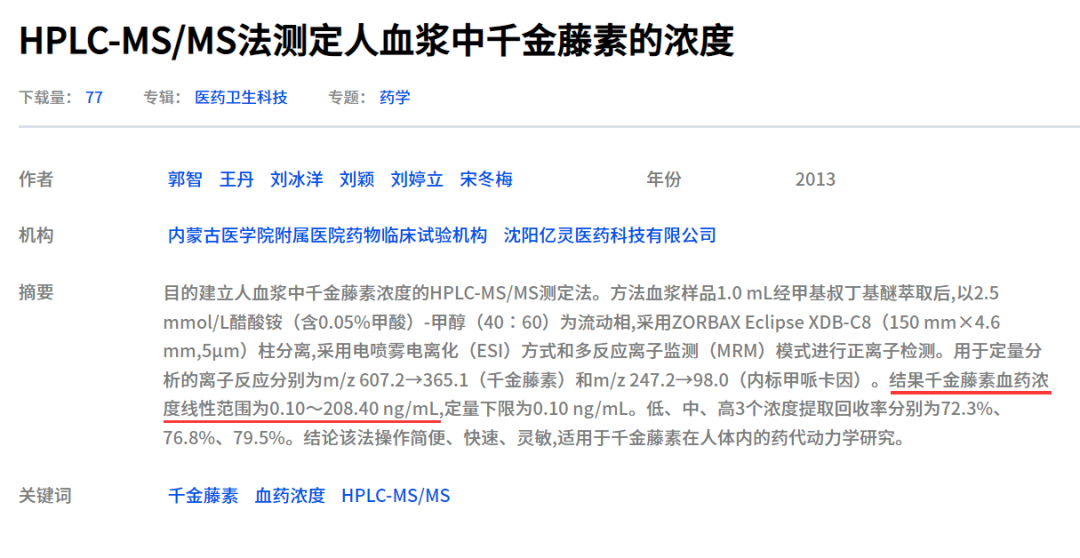 HPLC-MS/MS法测定人血浆中千金藤素的浓度
下载量： 77 专辑： 医药卫生科技 专题： 药学
作者 郭智 王丹 刘冰洋 刘颖 刘婷立 宋冬梅 年份 2013
机构 内蒙古医学院附属医院药物临床试验机构 沈阳亿灵医药科技有限公司
摘要 目的建立人血浆中千金藤素浓度的HPLC-MS/MS测定法。方法血浆样品1.0 mL经甲基叔丁基醚萃取后,以2.5
mmol/L醋酸铵（含0.05%甲酸）-甲醇（40∶60）为流动相,采用ZORBAX Eclipse XDB-C8（150 mm×4.6
mm,5μm）柱分离,采用电喷雾电离化（ESI）方式和多反应离子监测（MRM）模式进行正离子检测。用于定量分
析的离子反应分别为m/z 607.2→365.1（千金藤素）和m/z 247.2→98.0（内标甲哌卡因）。结果千金藤素血药浓
度线性范围为0.10～208.40 ng/mL,定量下限为0.10 ng/mL。低、中、高3个浓度提取回收率分别为72.3%、
76.8%、79.5%。结论该法操作简便、快速、灵敏,适用于千金藤素在人体内的药代动力学研究。
关键词 千金藤素 血药浓度 HPLC-MS/MS